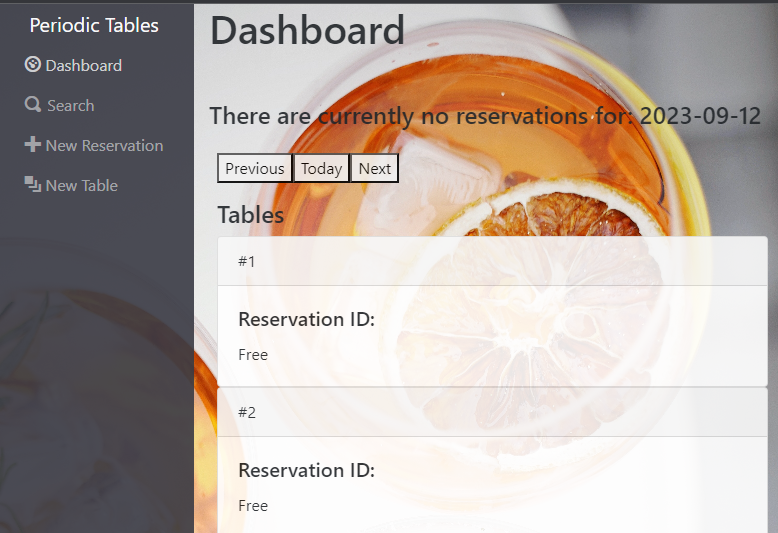 Periodic Tables
Dashboard
Search
New Reservation
New Table
Dashboard
There are currently no reservations for: 2023-09-12
Previous Today Next
Tables
#1
Reservation ID:
Free
#2
Reservation ID:
Free